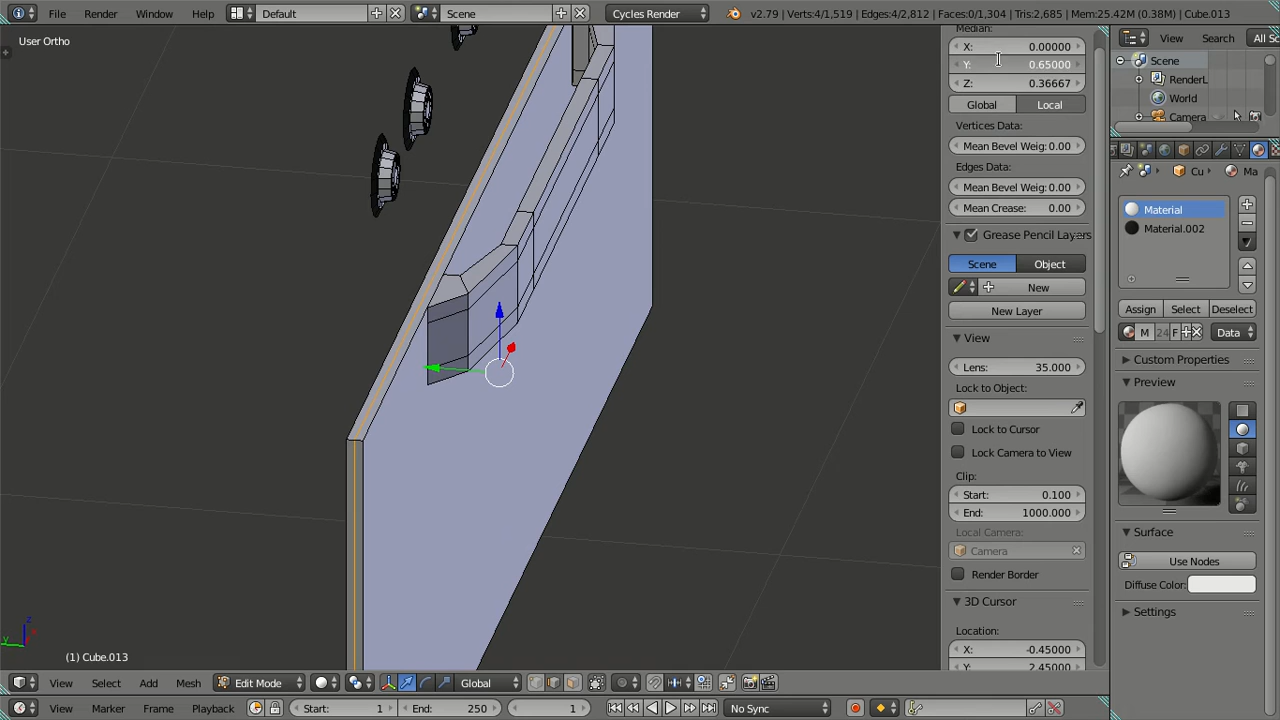 File Render Window Help Default Scene Cycles Render v2.79 | Verts:4/1,519 | Edges:4/2,812 | Faces:0/1,304 | Tris:2,685 | Mem:25.42M (0.38M) | Cube.013
User Ortho
Median:
X: 0.00000
Y: 0.65000
Z: 0.36667
Global Local
Vertices Data:
Mean Bevel Weig: 0.00
Edges Data:
Mean Bevel Weig: 0.00
Mean Crease: 0.00
Grease Pencil Layers
Scene Object
New
New Layer
View
Lens: 35.000
Lock to Object:
Lock to Cursor
Lock Camera to View
Clip:
Start: 0.100
End: 1000.000
Local Camera:
Camera
Render Border
3D Cursor
Location:
X: -0.45000
Y: 2.45000
View Search All Sc
Scene
RenderL
World
Camera
Cu Ma
Material
Material.002
Assign Select Deselect
M 24 F Data
Custom Properties
Preview
Surface
Use Nodes
Diffuse Color:
Settings
z
y
x
(1) Cube.013
View Select Add Mesh Edit Mode Global
View Marker Frame Playback Start: 1 End: 250 1 No Sync